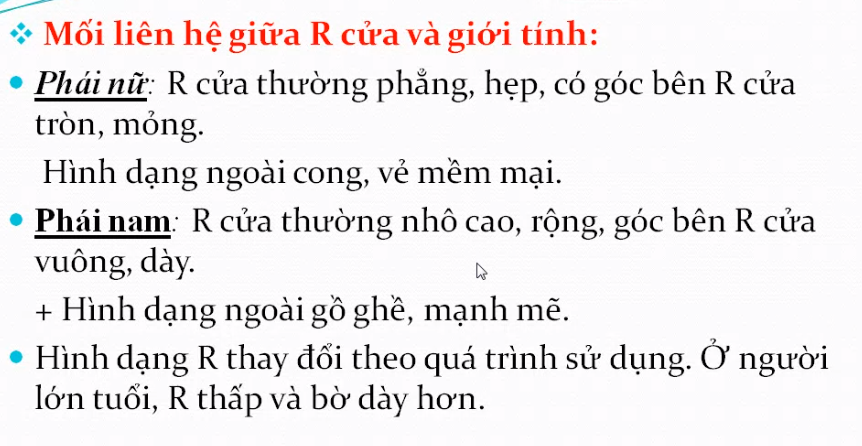 ❖ Mối liên hệ giữa R cửa và giới tính:
• Phái nữ: R cửa thường phẳng, hẹp, có góc bên R cửa
tròn, mỏng.
Hình dạng ngoài cong, vẻ mềm mại.
• Phái nam: R cửa thường nhô cao, rộng, góc bên R cửa
vuông, dày.
+ Hình dạng ngoài gồ ghề, mạnh mẽ.
• Hình dạng R thay đổi theo quá trình sử dụng. Ở người
lớn tuổi, R thấp và bờ dày hơn.